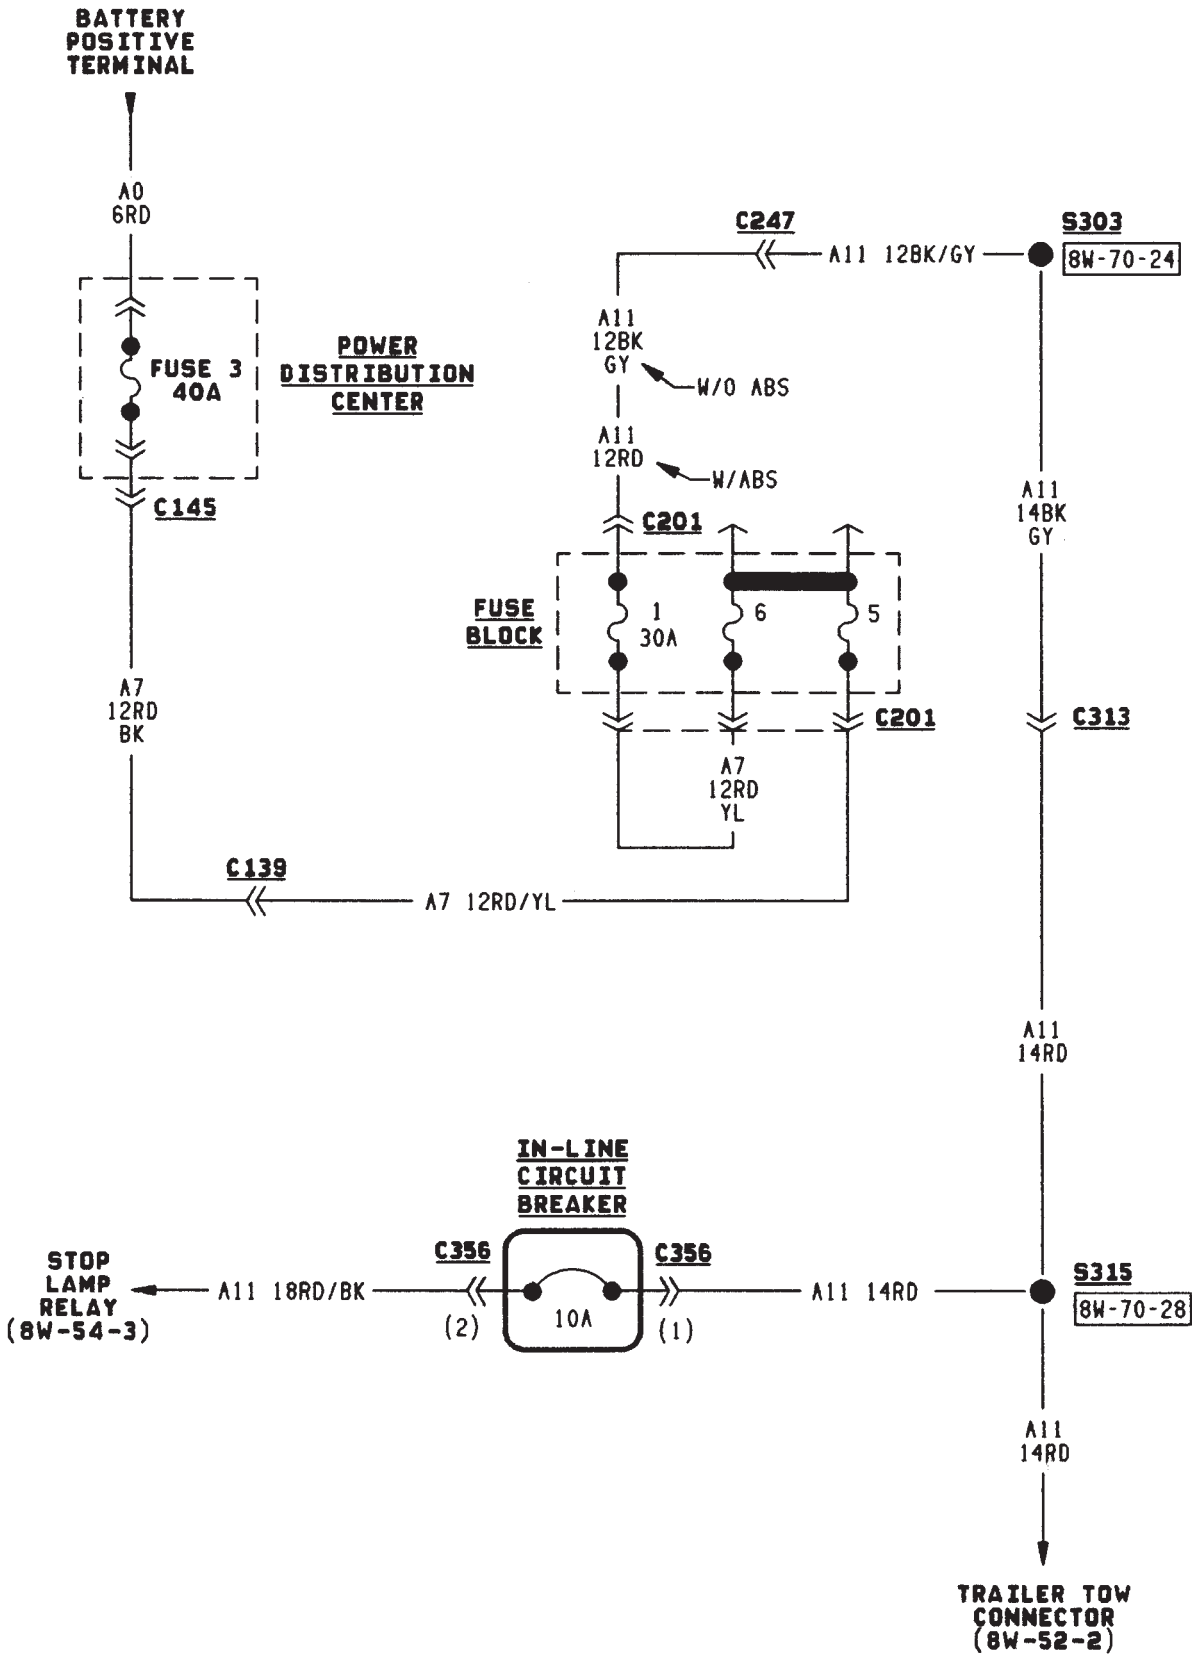 BATTERY
POSITIVE
TERMINAL
A0
6RD
FUSE 3
40A
POWER
DISTRIBUTION
CENTER
C145
A7
12RD
BK
C139
A7 12RD/YL
C247
A11 12BK/GY
S303
8W-70-24
A11
12BK
GY
W/O ABS
A11
12RD
W/ABS
C201
FUSE
BLOCK
1
30A
6
5
C201
A7
12RD
YL
A11
14BK
GY
C313
A11
14RD
IN-LINE
CIRCUIT
BREAKER
STOP
LAMP
RELAY
(8W-54-3)
A11 18RD/BK
C356
(2)
10A
C356
(1)
A11 14RD
S315
8W-70-28
A11
14RD
TRAILER TOW
CONNECTOR
(8W-52-2)